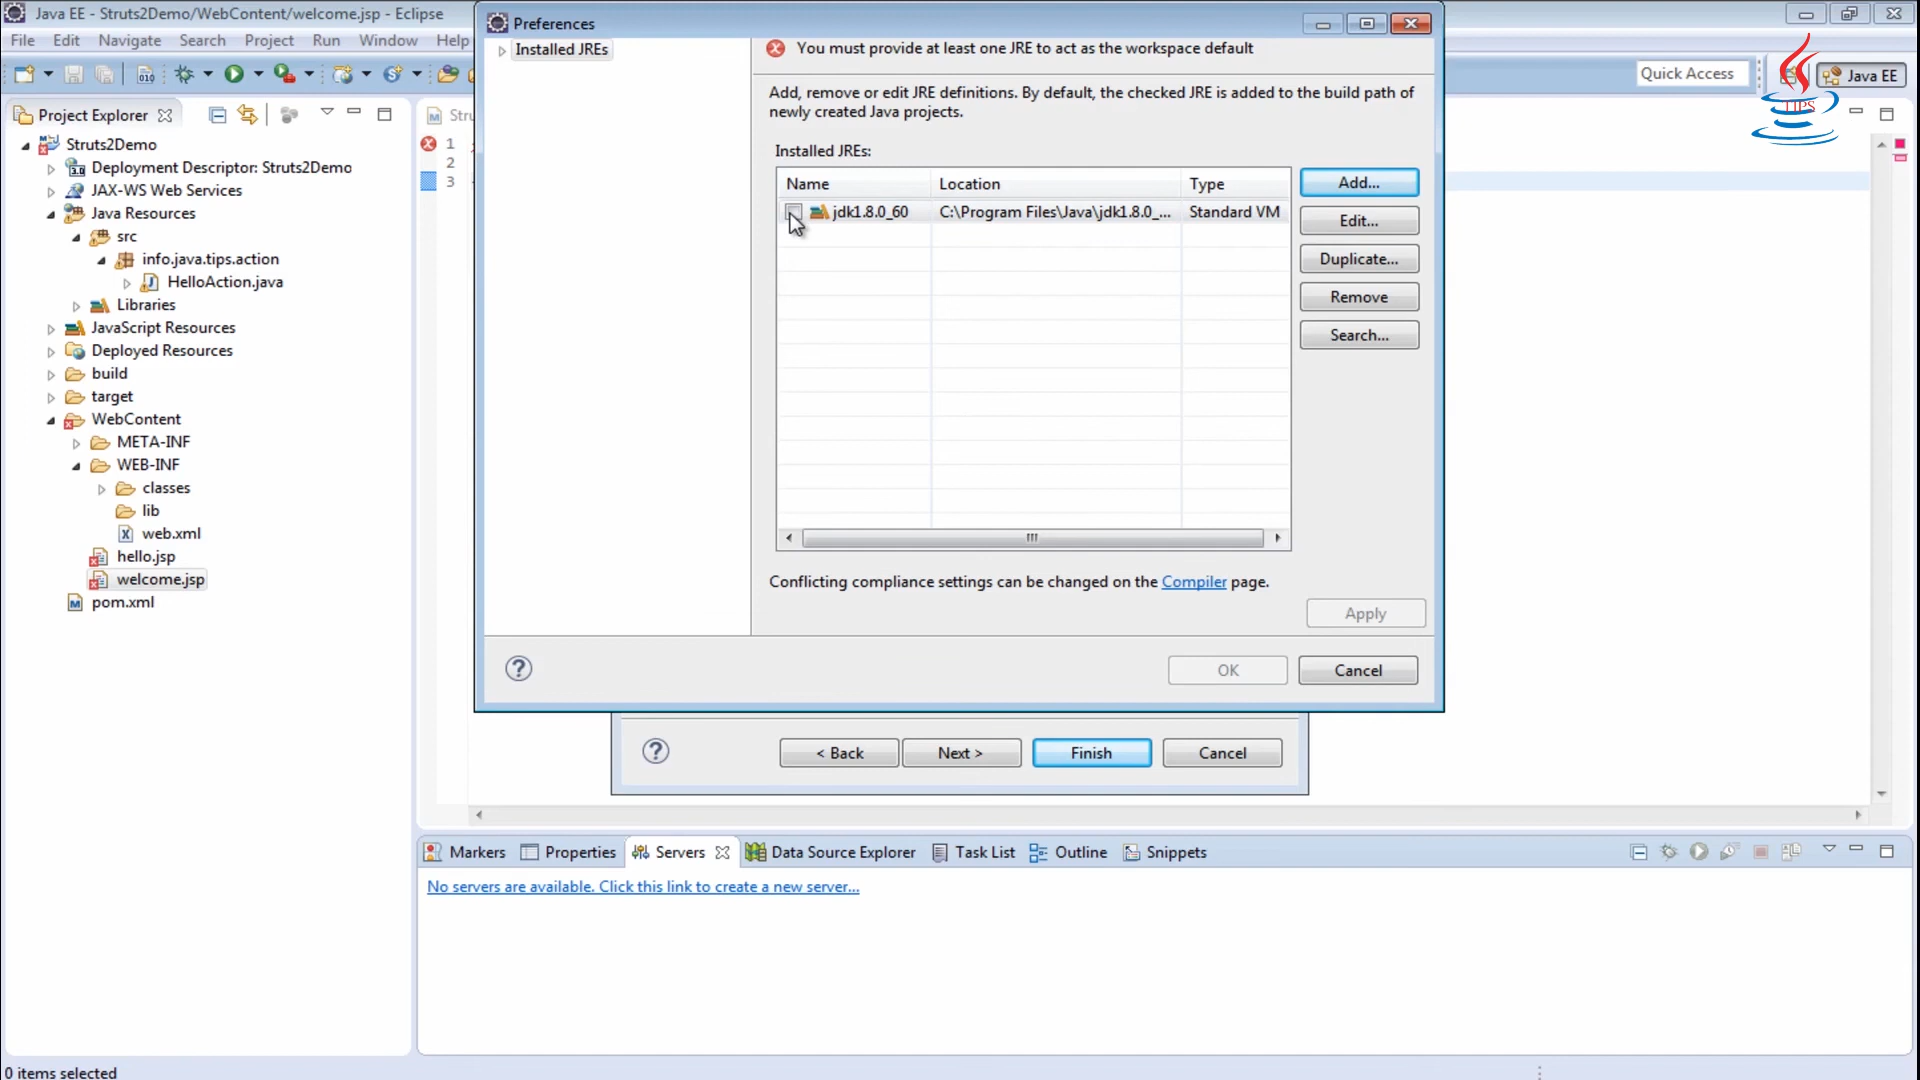 Java EE - Struts2Demo/WebContent/welcome.jsp - Eclipse
File Edit Navigate Search Project Run Window Help
Quick Access
Java EE
TIPS
Project Explorer
Struts2Demo
Deployment Descriptor: Struts2Demo
JAX-WS Web Services
Java Resources
src
info.java.tips.action
HelloAction.java
Libraries
JavaScript Resources
Deployed Resources
build
target
WebContent
META-INF
WEB-INF
classes
lib
web.xml
hello.jsp
welcome.jsp
pom.xml
1
2
3
Preferences
Installed JREs
You must provide at least one JRE to act as the workspace default
Add, remove or edit JRE definitions. By default, the checked JRE is added to the build path of
newly created Java projects.
Installed JREs:
Name Location Type
jdk1.8.0_60 C:\Program Files\Java\jdk1.8.0_... Standard VM
Add...
Edit...
Duplicate...
Remove
Search...
Conflicting compliance settings can be changed on the Compiler page.
Apply
OK Cancel
< Back Next > Finish Cancel
Markers Properties Servers Data Source Explorer Task List Outline Snippets
No servers are available. Click this link to create a new server...
0 items selected